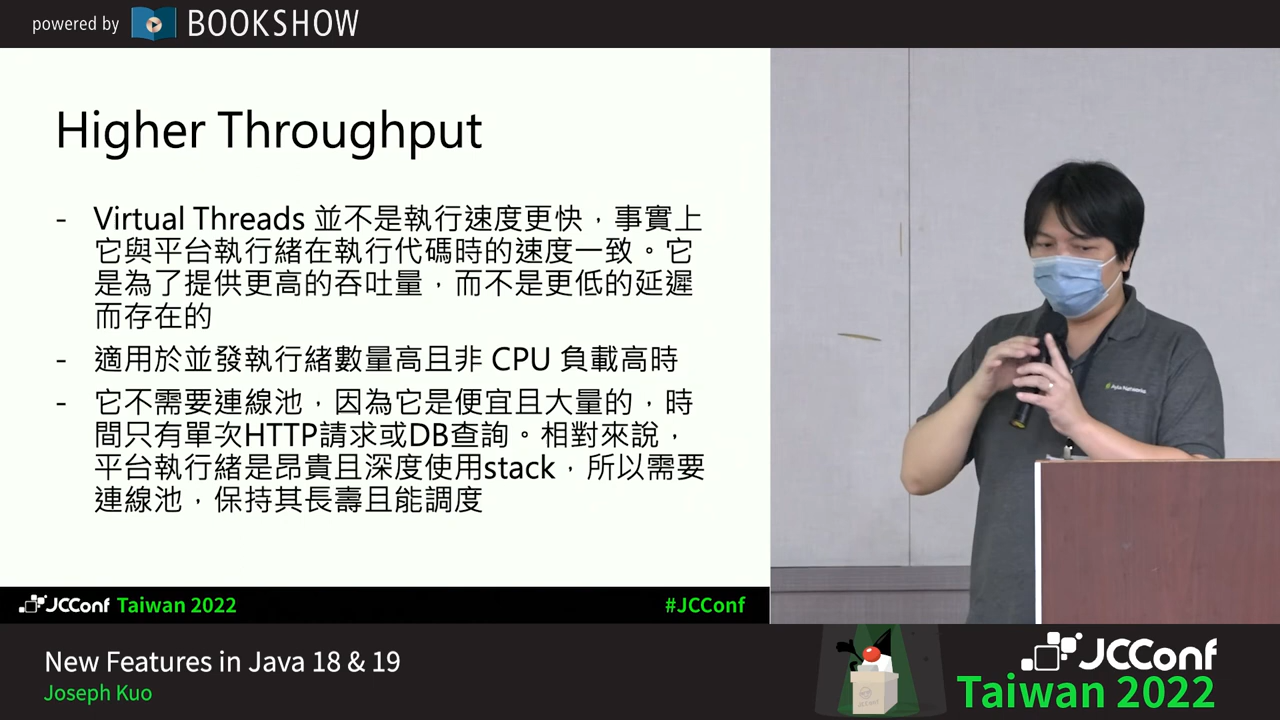 powered by BOOKSHOW
Higher Throughput
- Virtual Threads 並不是執行速度更快，事實上
它與平台執行緒在執行代碼時的速度一致。它
是為了提供更高的吞吐量，而不是更低的延遲
而存在的
- 適用於並發執行緒數量高且非 CPU 負載高時
- 它不需要連線池，因為它是便宜且大量的，時
間只有單次HTTP請求或DB查詢。相對來說，
平台執行緒是昂貴且深度使用stack，所以需要
連線池，保持其長壽且能調度
JCConf Taiwan 2022
#JCConf
New Features in Java 18 & 19
Joseph Kuo
JCConf
Taiwan 2022